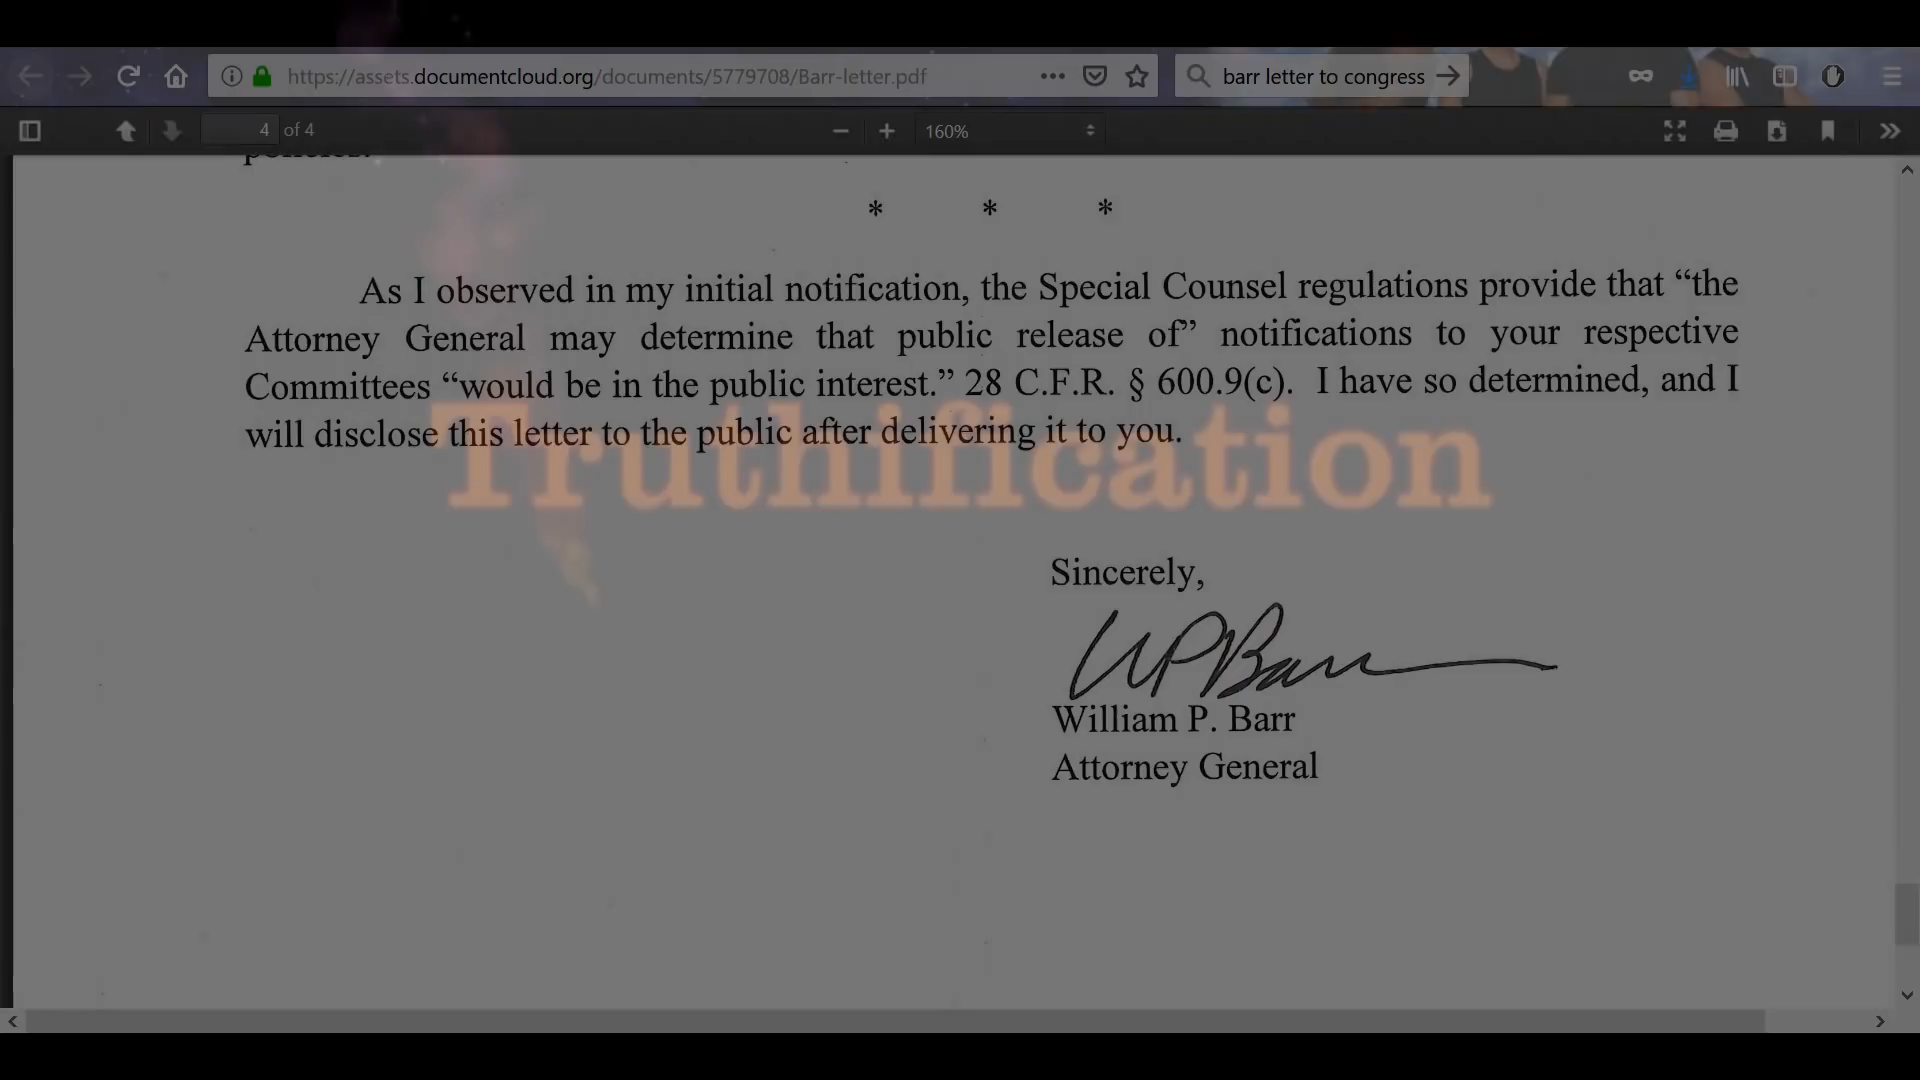 https://assets.documentcloud.org/documents/5779708/Barr-letter.pdf
barr letter to congress
4 of 4
160%
policies.
* * *
As I observed in my initial notification, the Special Counsel regulations provide that “the
Attorney General may determine that public release of” notifications to your respective
Committees “would be in the public interest.” 28 C.F.R. § 600.9(c). I have so determined, and I
will disclose this letter to the public after delivering it to you.
Truthification
Sincerely,
WPBarr
William P. Barr
Attorney General